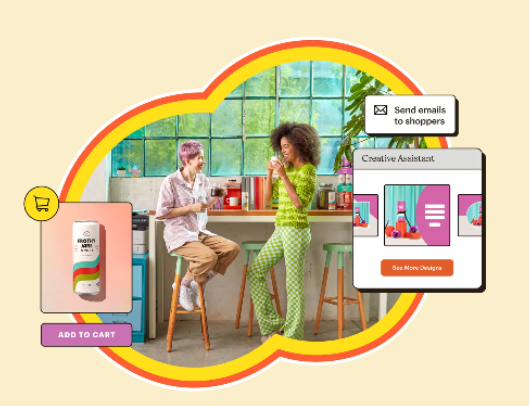 Send emails
to shoppers
Creative Assistant
See More Designs
ADD TO CART